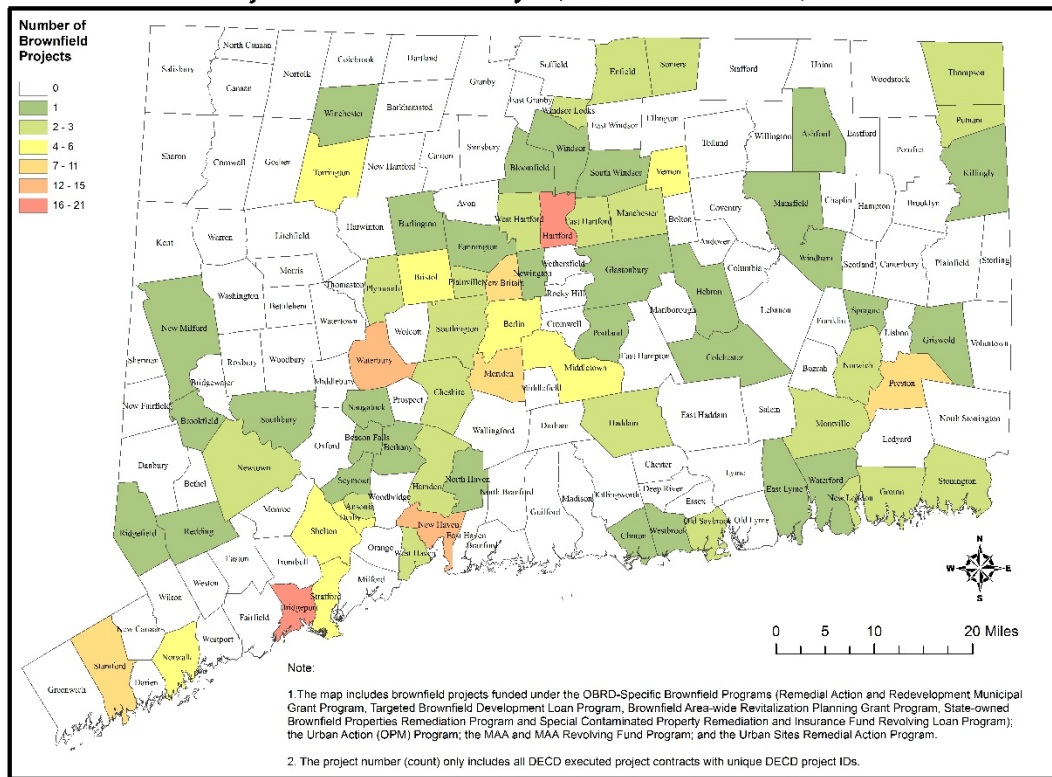 Number of
Brownfield
Projects
0
1
2 - 3
4 - 6
7 - 11
12 - 15
16 - 21
North Canaan
Salisbury
Canaan
Norfolk
Colebrook
Hartland
Granby
Suffield
East Granby
Windsor Locks
Enfield
Somers
Stafford
Union
Woodstock
Thompson
Putnam
Winchester
Barkhamsted
East Windsor
Ellington
Willington
Ashford
Eastford
Pomfret
Killingly
Sharon
Cornwall
Goshen
Torrington
New Hartford
Canton
Simsbury
Bloomfield
Windsor
South Windsor
Vernon
Tolland
Mansfield
Chaplin
Hampton
Brooklyn
Kent
Warren
Litchfield
Harwinton
Burlington
Avon
West Hartford
Hartford
East Hartford
Manchester
Bolton
Coventry
Andover
Columbia
Windham
Scotland
Canterbury
Plainfield
Sterling
Farmington
Morris
Washington
Bethlehem
Thomaston
Watertown
Plymouth
Bristol
Plainville
New Britain
Newington
Wethersfield
Rocky Hill
Glastonbury
Hebron
Marlborough
Lebanon
Franklin
Sprague
Lisbon
Griswold
Voluntown
New Milford
Sherman
Roxbury
Woodbury
Bridgewater
Middlebury
Waterbury
Wolcott
Southington
Berlin
Cromwell
Portland
East Hampton
Colchester
Bozrah
Norwich
Preston
North Stonington
New Fairfield
Brookfield
Southbury
Naugatuck
Prospect
Cheshire
Meriden
Middlefield
Middletown
Haddam
East Haddam
Salem
Montville
Ledyard
Danbury
Bethel
Newtown
Oxford
Beacon Falls
Bethany
Wallingford
Durham
Seymour
Woodbridge
Hamden
North Haven
North Branford
Guilford
Madison
Killingworth
Chester
Deep River
Essex
Lyme
East Lyme
Waterford
New London
Groton
Stonington
Ridgefield
Redding
Monroe
Shelton
Ansonia
Derby
New Haven
East Haven
Branford
Clinton
Westbrook
Old Saybrook
Old Lyme
Easton
Weston
Wilton
Trumbull
Orange
West Haven
Milford
Stratford
Bridgeport
Fairfield
Westport
New Canaan
Norwalk
Darien
Stamford
Greenwich
N
W
E
S
0
5
10
20 Miles
Note:
1.The map includes brownfield projects funded under the OBRD-Specific Brownfield Programs (Remedial Action and Redevelopment Municipal
Grant Program, Targeted Brownfield Development Loan Program, Brownfield Area-wide Revitalization Planning Grant Program, State-owned
Brownfield Properties Remediation Program and Special Contaminated Property Remediation and Insurance Fund Revolving Loan Program);
the Urban Action (OPM) Program; the MAA and MAA Revolving Fund Program; and the Urban Sites Remedial Action Program.
2. The project number (count) only includes all DECD executed project contracts with unique DECD project IDs.